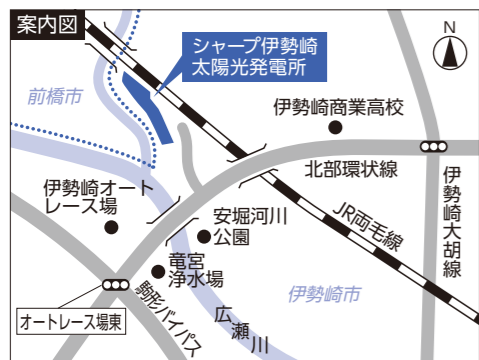 案内図
N
シャープ伊勢崎
太陽光発電所
前橋市
伊勢崎商業高校
北部環状線
伊勢崎オート
レース場
伊勢崎大胡線
JR両毛線
安堀河川
公園
竜宮
浄水場
伊勢崎市
駒形バイパス
広瀬川
オートレース場東